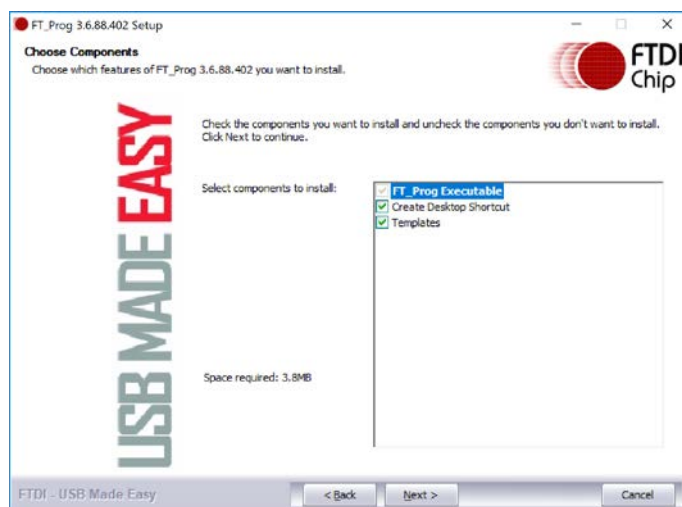 FT_Prog 3.6.88.402 Setup
Choose Components
Choose which features of FT_Prog 3.6.88.402 you want to install.
FTDI
Chip
USB MADE EASY
Check the components you want to install and uncheck the components you don't want to install.
Click Next to continue.
Select components to install:
FT_Prog Executable
Create Desktop Shortcut
Templates
Space required: 3.8MB
FTDI - USB Made Easy
< Back
Next >
Cancel